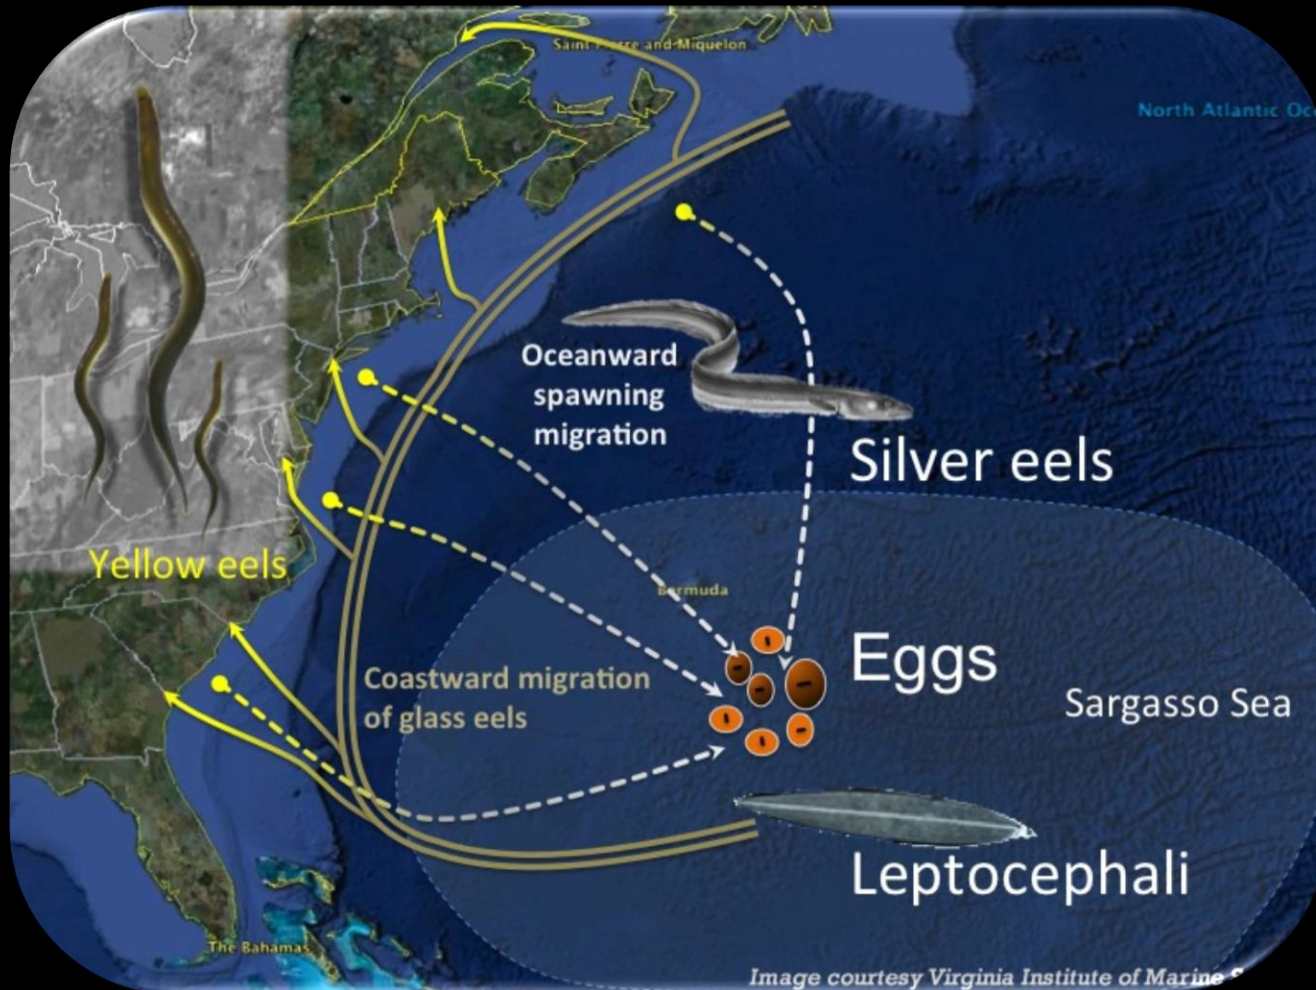 Saint Pierre and Miquelon
North Atlantic Oc
Oceanward
spawning
migration
Silver eels
Yellow eels
Bermuda
Eggs
Coastward migration
of glass eels
Sargasso Sea
Leptocephali
The Bahamas
Image courtesy Virginia Institute of Marine S